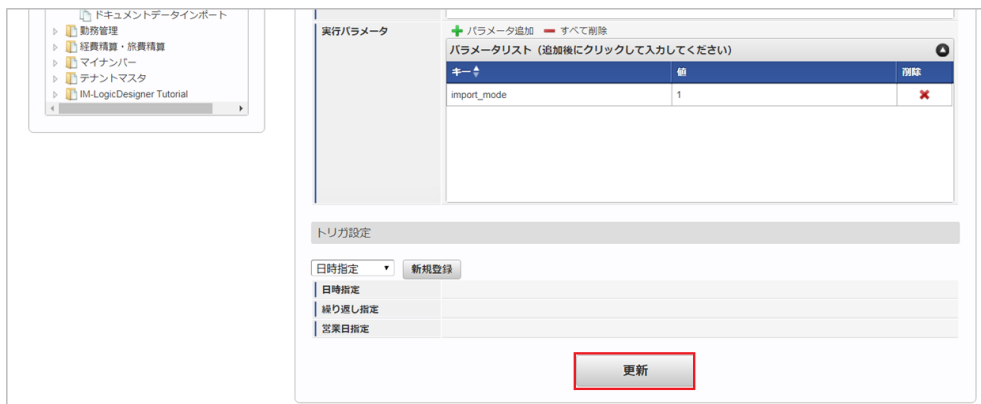 ドキュメントデータインポート
勤務管理
経費精算・旅費精算
マイナンバー
テナントマスタ
IM-LogicDesigner Tutorial
実行パラメータ
パラメータ追加 すべて削除
パラメータリスト（追加後にクリックして入力してください）
キー 値 削除
import_mode 1
トリガ設定
日時指定 新規登録
日時指定
繰り返し指定
営業日指定
更新